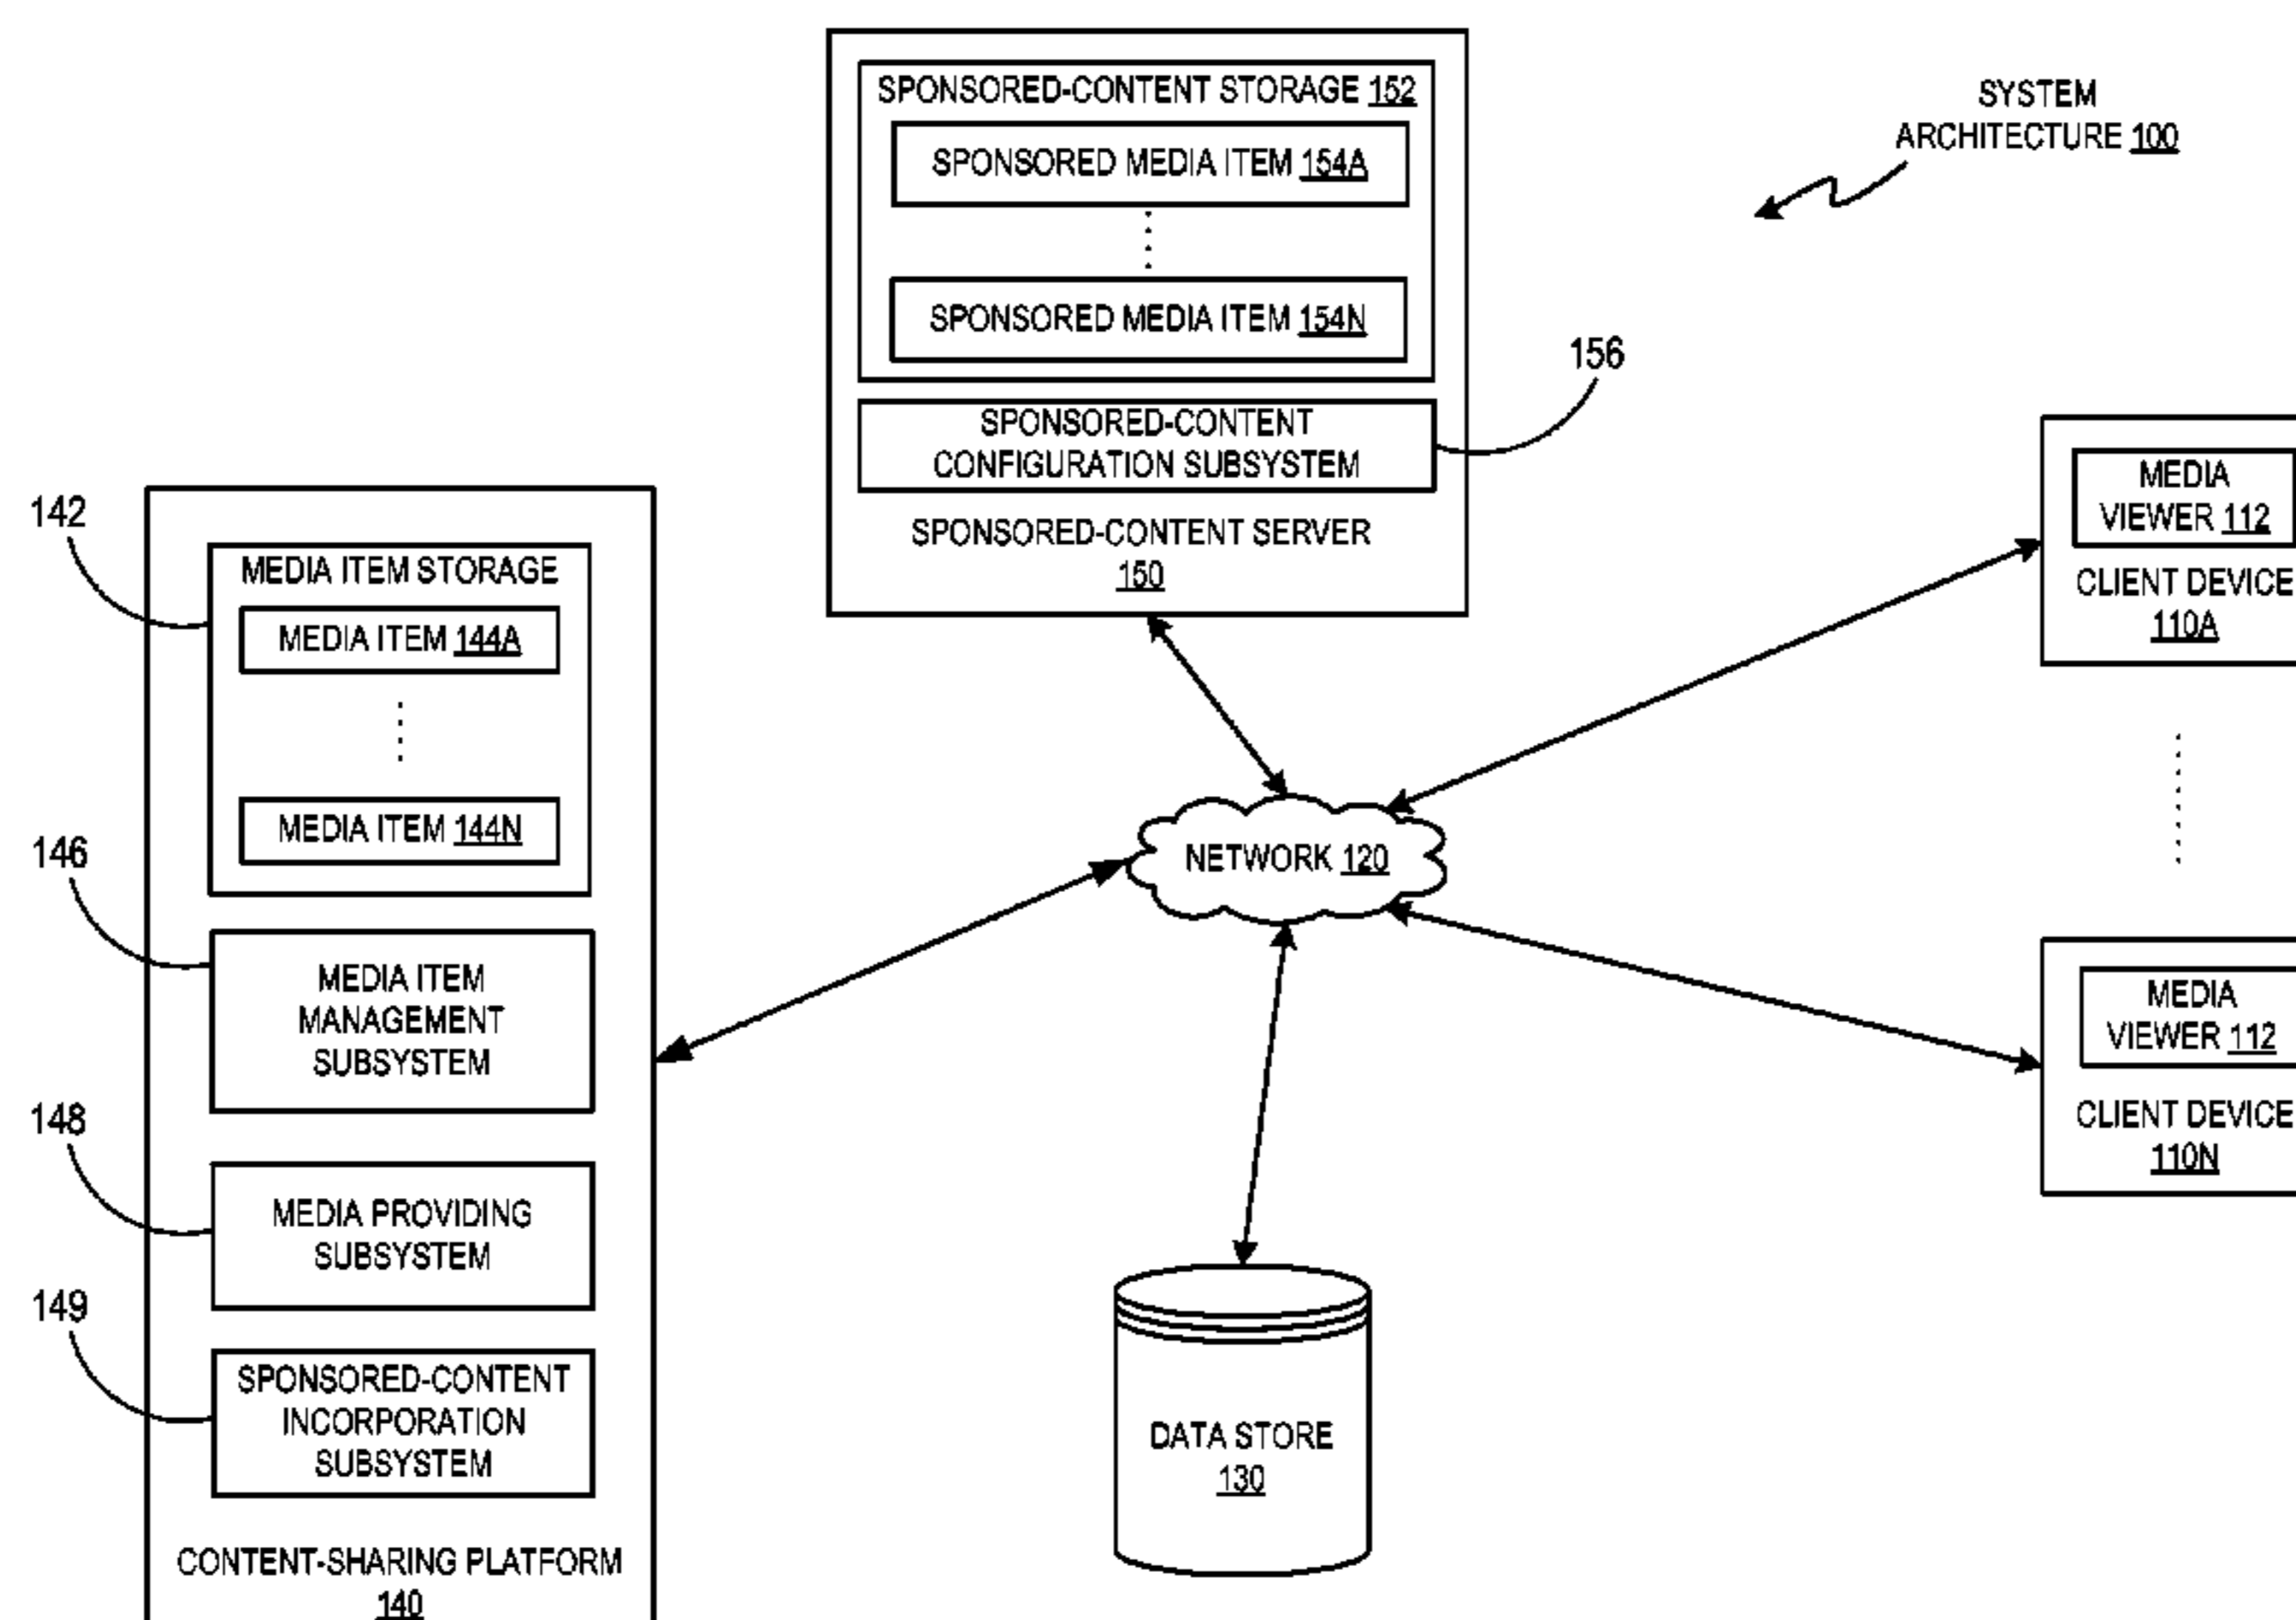 SPONSORED-CONTENT STORAGE 152
SPONSORED MEDIA ITEM 154A
SPONSORED MEDIA ITEM 154N
SPONSORED-CONTENT
CONFIGURATION SUBSYSTEM
SPONSORED-CONTENT SERVER
150
156
SYSTEM
ARCHITECTURE 100
142
MEDIA ITEM STORAGE
MEDIA ITEM 144A
MEDIA ITEM 144N
146
MEDIA ITEM
MANAGEMENT
SUBSYSTEM
148
MEDIA PROVIDING
SUBSYSTEM
149
SPONSORED-CONTENT
INCORPORATION
SUBSYSTEM
CONTENT-SHARING PLATFORM
140
NETWORK 120
DATA STORE
130
MEDIA
VIEWER 112
CLIENT DEVICE
110A
MEDIA
VIEWER 112
CLIENT DEVICE
110N